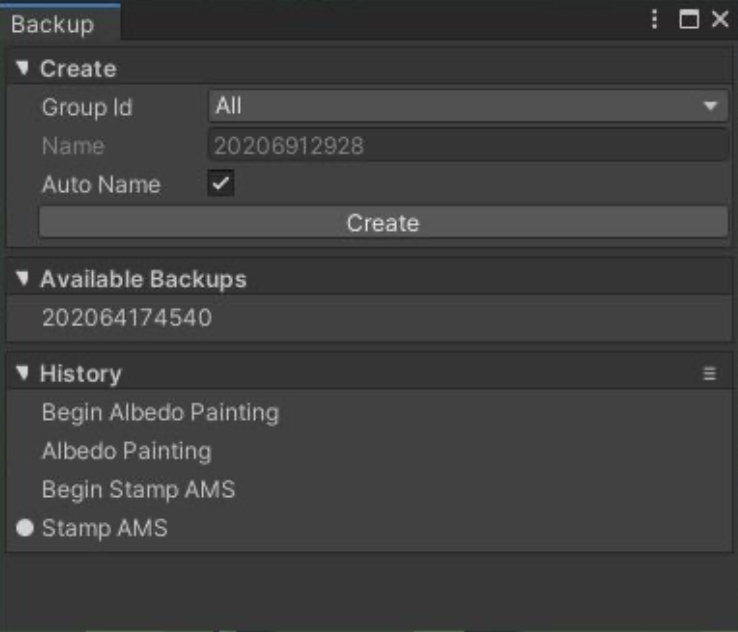 Backup
Create
Group Id All
Name 20206912928
Auto Name
Create
Available Backups
202064174540
History
Begin Albedo Painting
Albedo Painting
Begin Stamp AMS
Stamp AMS